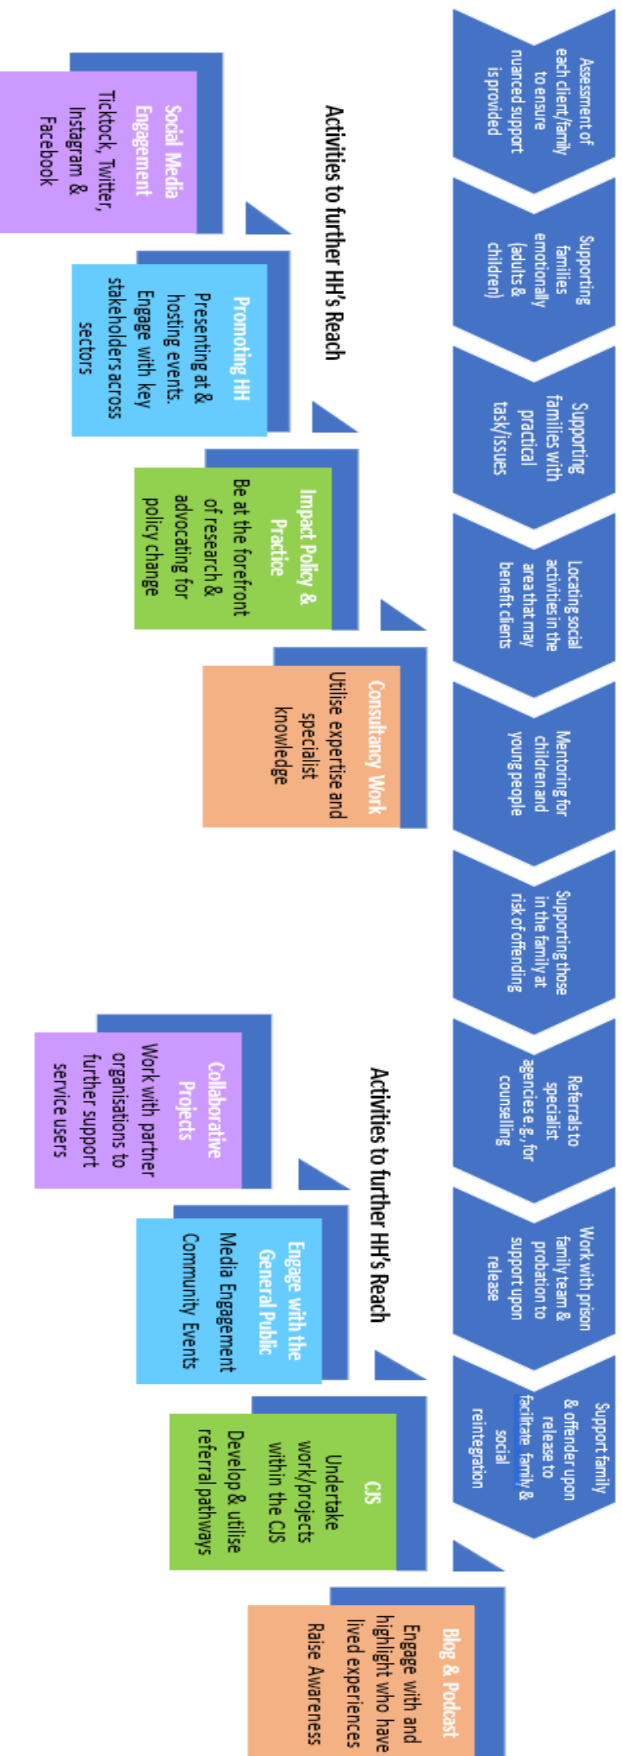 Assessment of
each client/family
to ensure
nuanced support
is provided
Supporting
families
emotionally
(adults &
children)
Supporting
families with
practical
task/issues
Locating social
activities in the
area that may
benefit clients
Mentoring for
children and
young people
Supporting those
in the family at
risk of offending
Referrals to
specialist
agencies e.g., for
counselling
Work with prison
family team &
probation to
support upon
release
Support family
& offender upon
release to
facilitate family &
social
reintegration
Activities to further HH's Reach
Social Media
Engagement
Ticktock, Twitter,
Instagram &
Facebook
Promoting HH
Presenting at &
hosting events.
Engage with key
stakeholders across
sectors
Impact Policy &
Practice
Be at the forefront
of research &
advocating for
policy change
Consultancy Work
Utilise expertise and
specialist
knowledge
Activities to further HH's Reach
Collaborative
Projects
Work with partner
organisations to
further support
service users
Engage with the
General Public
Media Engagement
Community Events
CJS
Undertake
work/projects
within the CJS
Develop & utilise
referral pathways
Blog & Podcast
Engage with and
highlight who have
lived experiences
Raise Awareness